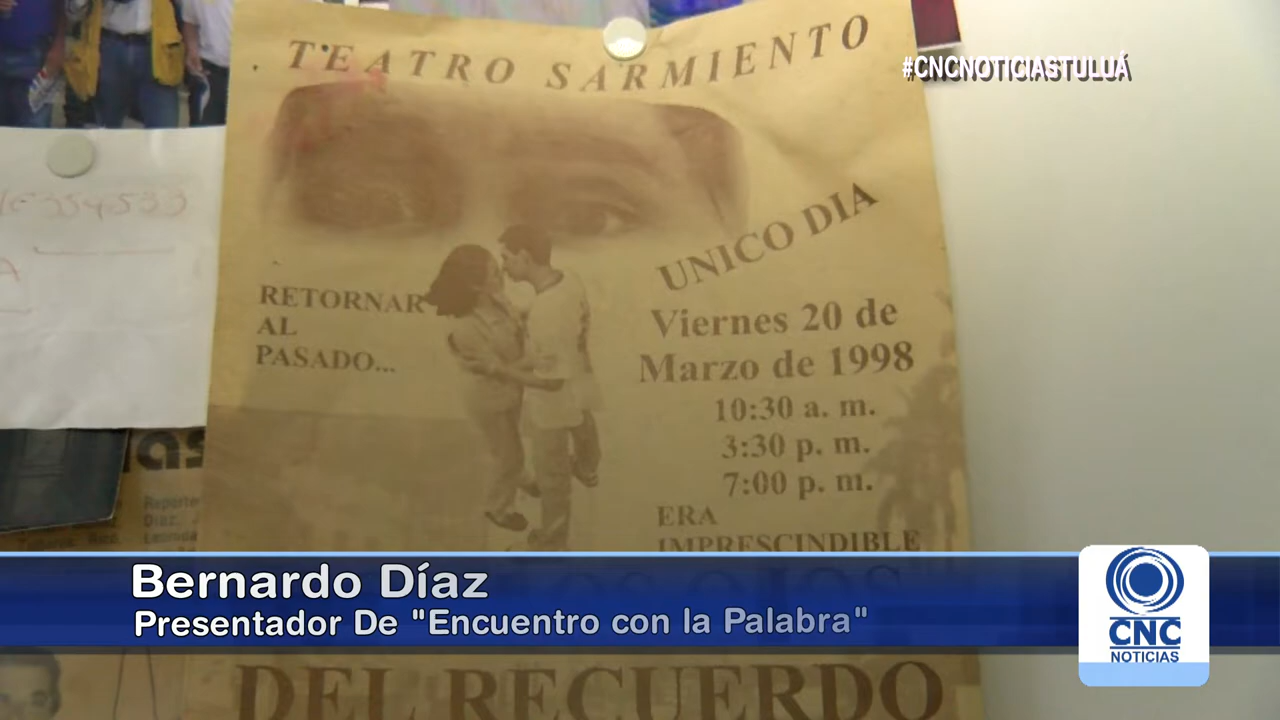 TEATRO SARMIENTO
#CNCNOTICIASTULUÁ
UNICO DIA
RETORNAR
AL
PASADO...
Viernes 20 de
Marzo de 1998
10:30 a. m.
3:30 p. m.
7:00 p. m.
ERA
IMPRESCINDIBLE
OJOS
DEL RECUERDO
Bernardo Díaz
Presentador De "Encuentro con la Palabra"
CNC
NOTICIAS